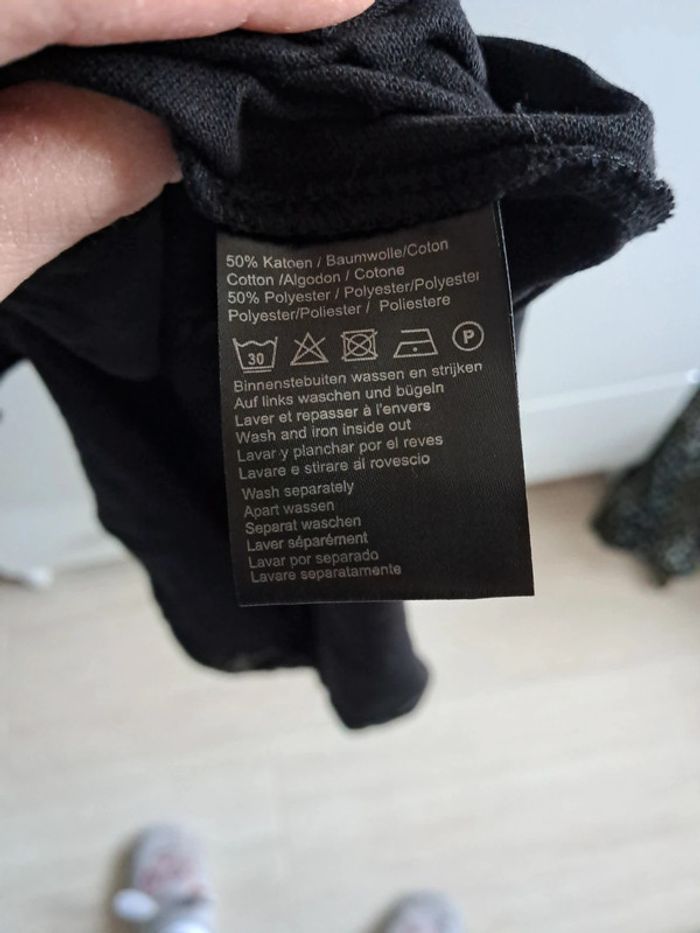 50% Katoen / Baumwolle/Coton
Cotton /Algodon / Cotone
50% Polyester / Polyester/Polyester
Polyester/Poliester / Poliestere
30 P
Binnenstebuiten wassen en strijken
Auf links waschen und bügeln
Laver et repasser à l'envers
Wash and iron inside out
Lavar y planchar por el reves
Lavare e stirare al rovescio
Wash separately
Apart wassen
Separat waschen
Laver séparément
Lavar por separado
Lavare separatamente